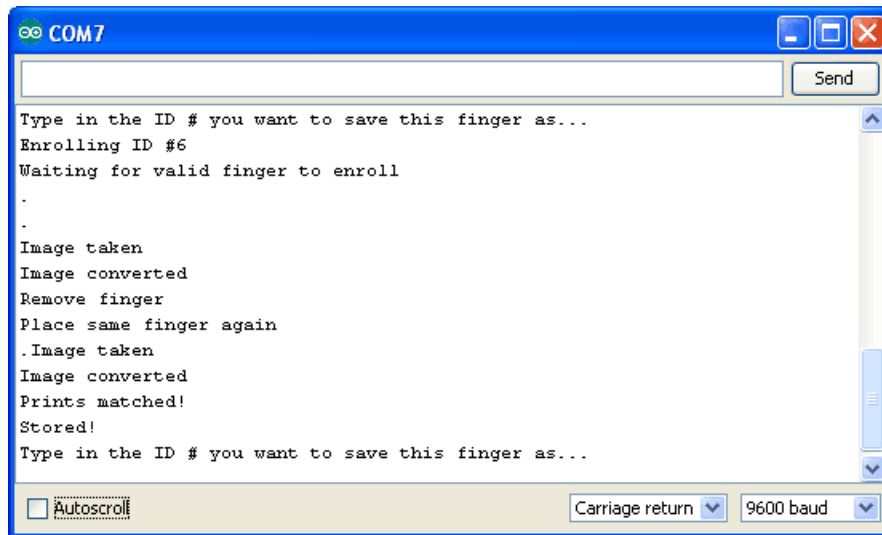 COM7
Send
Type in the ID # you want to save this finger as...
Enrolling ID #6
Waiting for valid finger to enroll
.
.
Image taken
Image converted
Remove finger
Place same finger again
.Image taken
Image converted
Prints matched!
Stored!
Type in the ID # you want to save this finger as...
Autoscroll
Carriage return
9600 baud